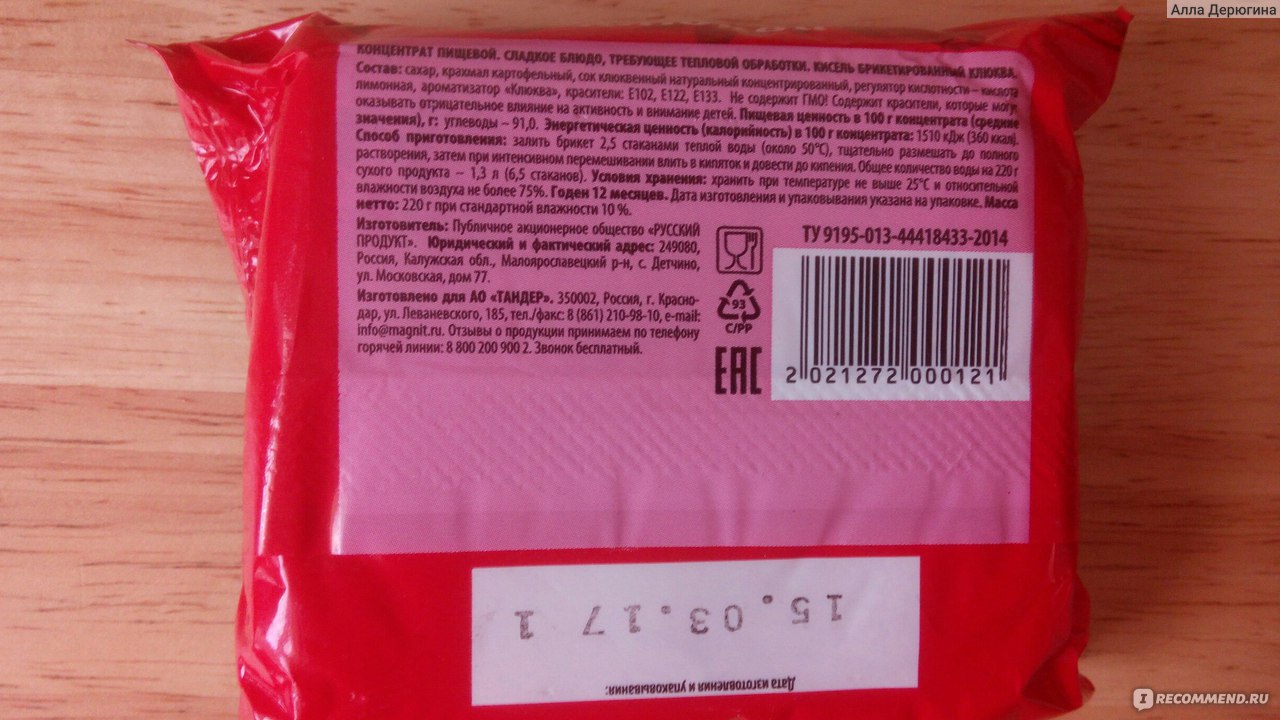 Алла Дерюгина
КОНЦЕНТРАТ ПИЩЕВОЙ. СЛАДКОЕ БЛЮДО, ТРЕБУЮЩЕЕ ТЕПЛОВОЙ ОБРАБОТКИ. КИСЕЛЬ БРИКЕТИРОВАННЫЙ КЛЮКВА.
Состав: сахар, крахмал картофельный, сок клюквенный натуральный концентрированный, регулятор кислотности – кислота
лимонная, ароматизатор «Клюква», красители: Е102, Е122, Е133. Не содержит ГМО! Содержит красители, которые могут
оказывать отрицательное влияние на активность и внимание детей. Пищевая ценность в 100 г концентрата (средние
значения), г: углеводы – 91,0. Энергетическая ценность (калорийность) в 100 г концентрата: 1510 кДж (360 ккал).
Способ приготовления: залить брикет 2,5 стаканами теплой воды (около 50°С), тщательно размешать до полного
растворения, затем при интенсивном перемешивании влить в кипяток и довести до кипения. Общее количество воды на 220 г
сухого продукта – 1,3 л (6,5 стаканов). Условия хранения: хранить при температуре не выше 25°С и относительной
влажности воздуха не более 75%. Годен 12 месяцев. Дата изготовления и упаковывания указана на упаковке. Масса
нетто: 220 г при стандартной влажности 10 %.
Изготовитель: Публичное акционерное общество «РУССКИЙ
ПРОДУКТ». Юридический и фактический адрес: 249080,
Россия, Калужская обл., Малоярославецкий р-н, с. Детчино,
ул. Московская, дом 77.
Изготовлено для АО «ТАНДЕР». 350002, Россия, г. Красно-
дар, ул. Леваневского, 185, тел./факс: 8 (861) 210-98-10, e-mail:
info@magnit.ru. Отзывы о продукции принимаем по телефону
горячей линии: 8 800 200 900 2. Звонок бесплатный.
ТУ 9195-013-44418433-2014
93
C/PP
ЕАС
2 021272 000121
15.03.17 1
Дата изготовления и упаковывания:
IRECOMMEND.RU